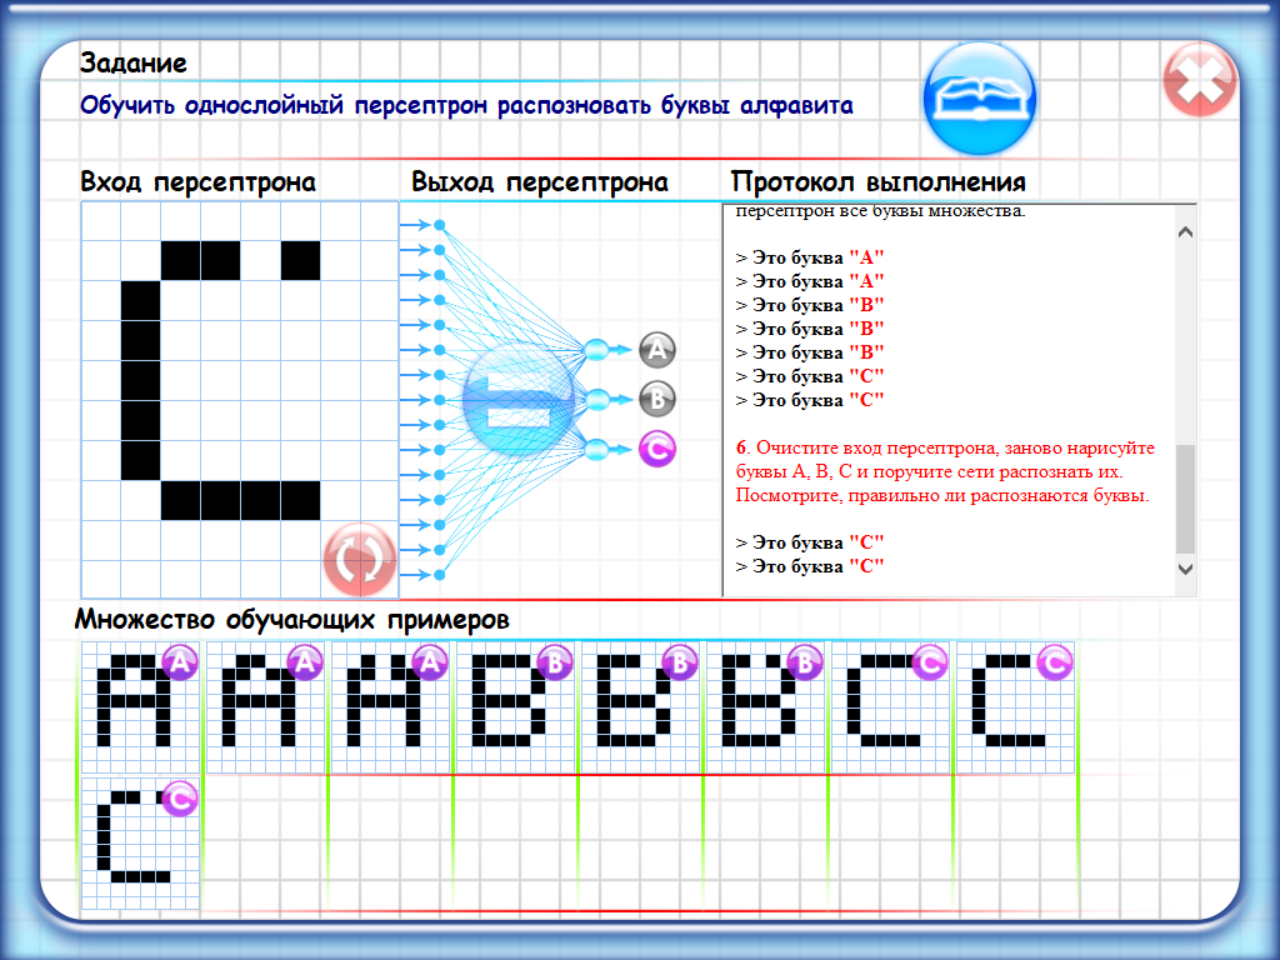 Задание
Обучить однослойный персептрон распозновать буквы алфавита
Вход персептрона
Выход персептрона
Протокол выполнения
персептрон все буквы множества.
> Это буква "A"
> Это буква "A"
> Это буква "B"
> Это буква "B"
> Это буква "B"
> Это буква "C"
> Это буква "C"
6. Очистите вход персептрона, заново нарисуйте
буквы А, В, С и поручите сети распознать их.
Посмотрите, правильно ли распознаются буквы.
> Это буква "C"
> Это буква "C"
A
B
C
Множество обучающих примеров
A A A B B B C C
C